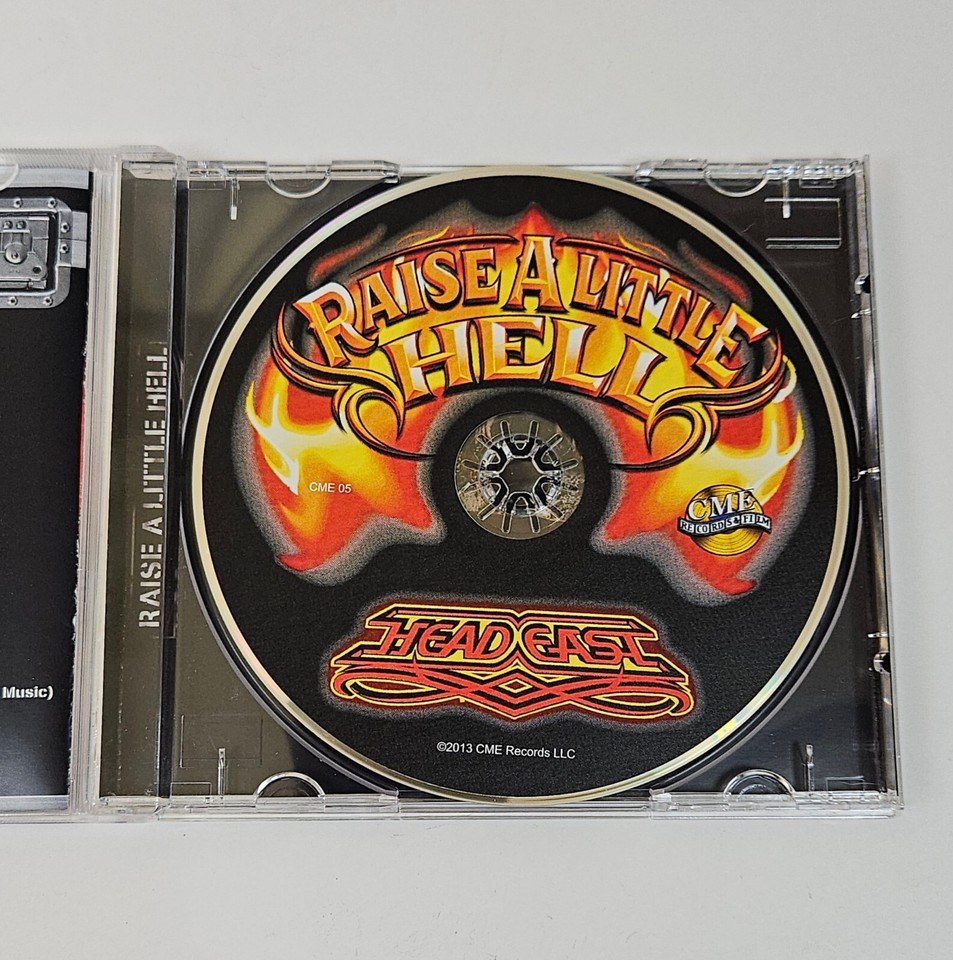 Music)
RAISE A LITTLE HELL
RAISE A LITTLE
HELL
CME 05
CME
RECORDS & FILM
HEAD EAST
©2013 CME Records LLC